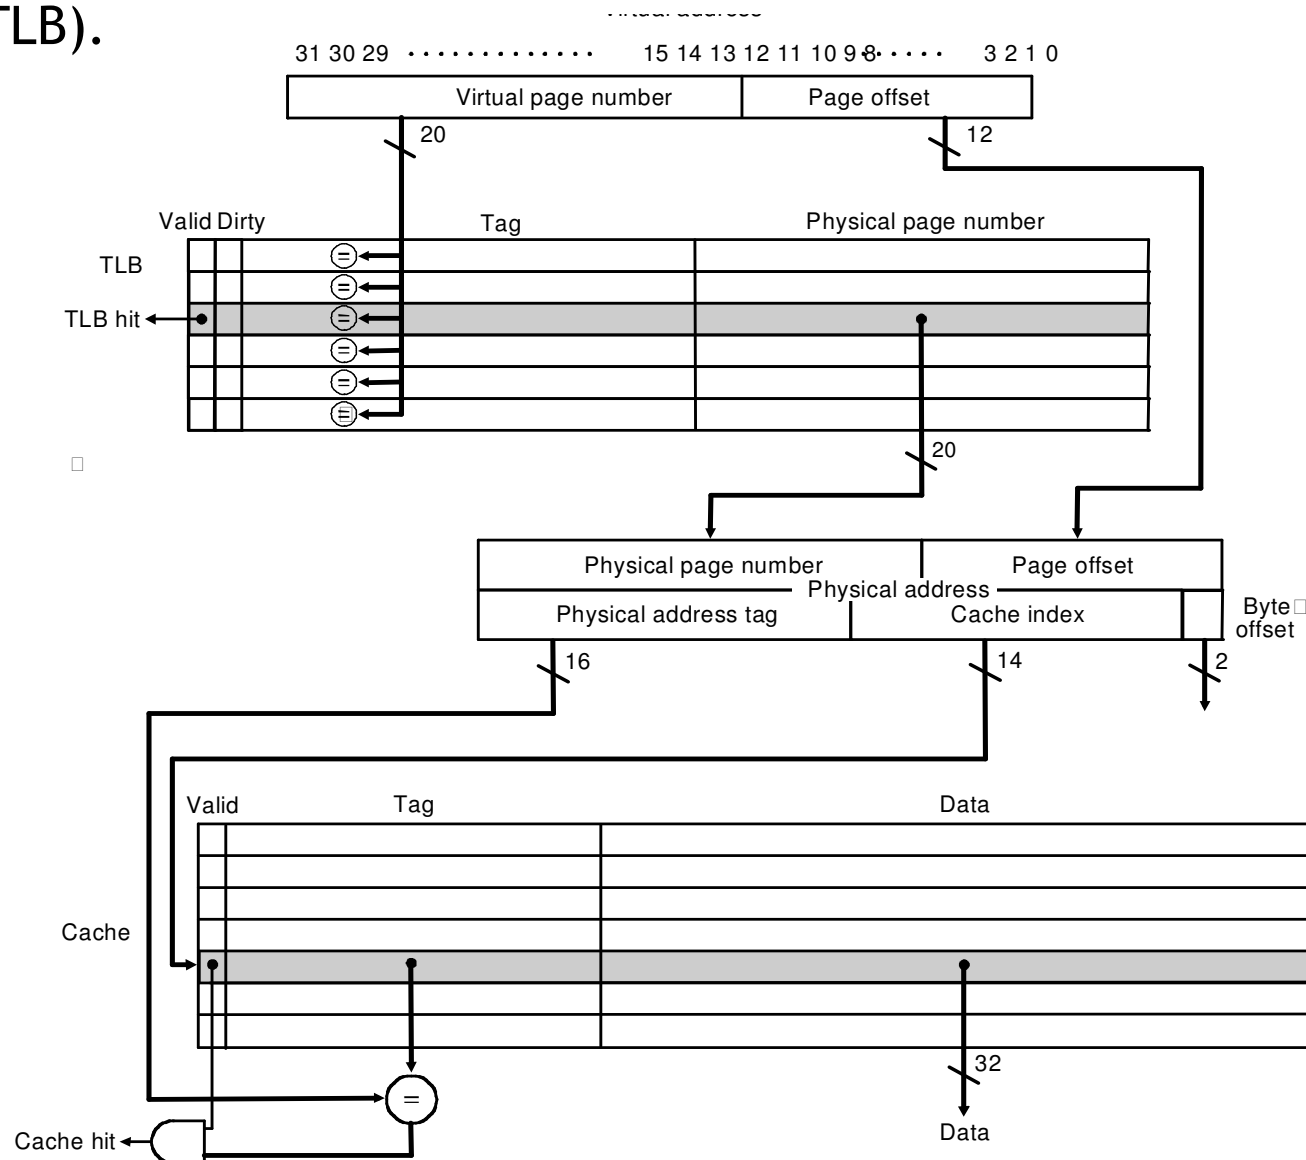 TLB).
Virtual address
31 30 29 ............. 15 14 13 12 11 10 9 8 ...... 3 2 1 0
Virtual page number Page offset
20 12
Valid Dirty Tag Physical page number
TLB = 
=
TLB hit =
=
=
=
20
Physical page number Page offset
Physical address
Physical address tag Cache index Byte
offset
16 14 2
Valid Tag Data
Cache
32
=
Cache hit Data